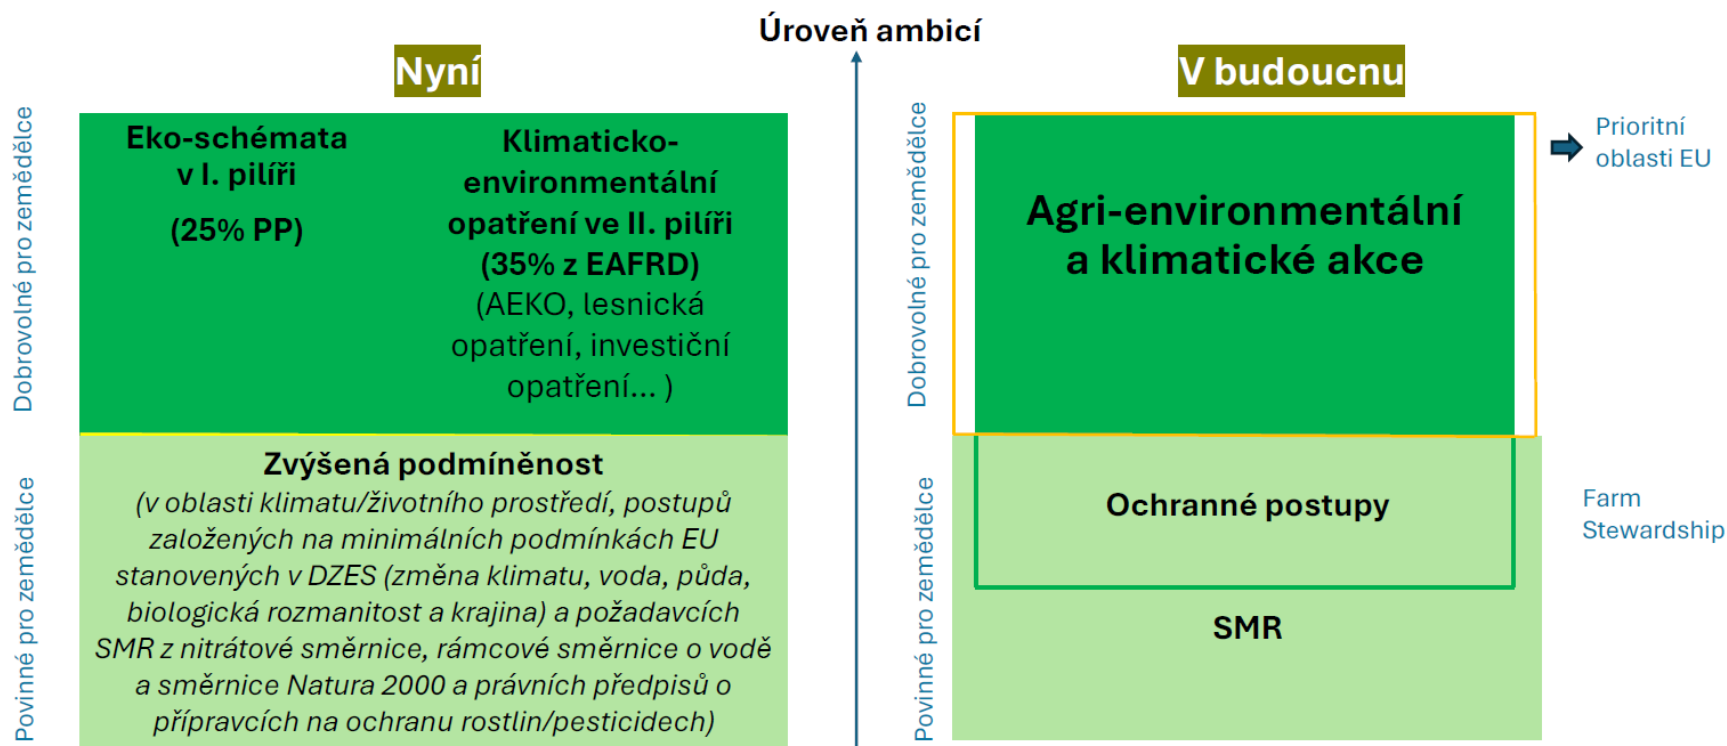 Úroveň ambicí
Nyní
Dobrovolné pro zemědělce
Eko-schémata
v I. pilíři
(25% PP)
Klimaticko-
environmentální
opatření ve II. pilíři
(35% z EAFRD)
(AEKO, lesnická
opatření, investiční
opatření... )
Povinné pro zemědělce
Zvýšená podmíněnost
(v oblasti klimatu/životního prostředí, postupů
založených na minimálních podmínkách EU
stanovených v DZES (změna klimatu, voda, půda,
biologická rozmanitost a krajina) a požadavcích
SMR z nitrátové směrnice, rámcové směrnice o vodě
a směrnice Natura 2000 a právních předpisů o
přípravcích na ochranu rostlin/pesticidech)
V budoucnu
Dobrovolné pro zemědělce
Agri-environmentální
a klimatické akce
Prioritní
oblasti EU
Povinné pro zemědělce
Ochranné postupy
SMR
Farm
Stewardship